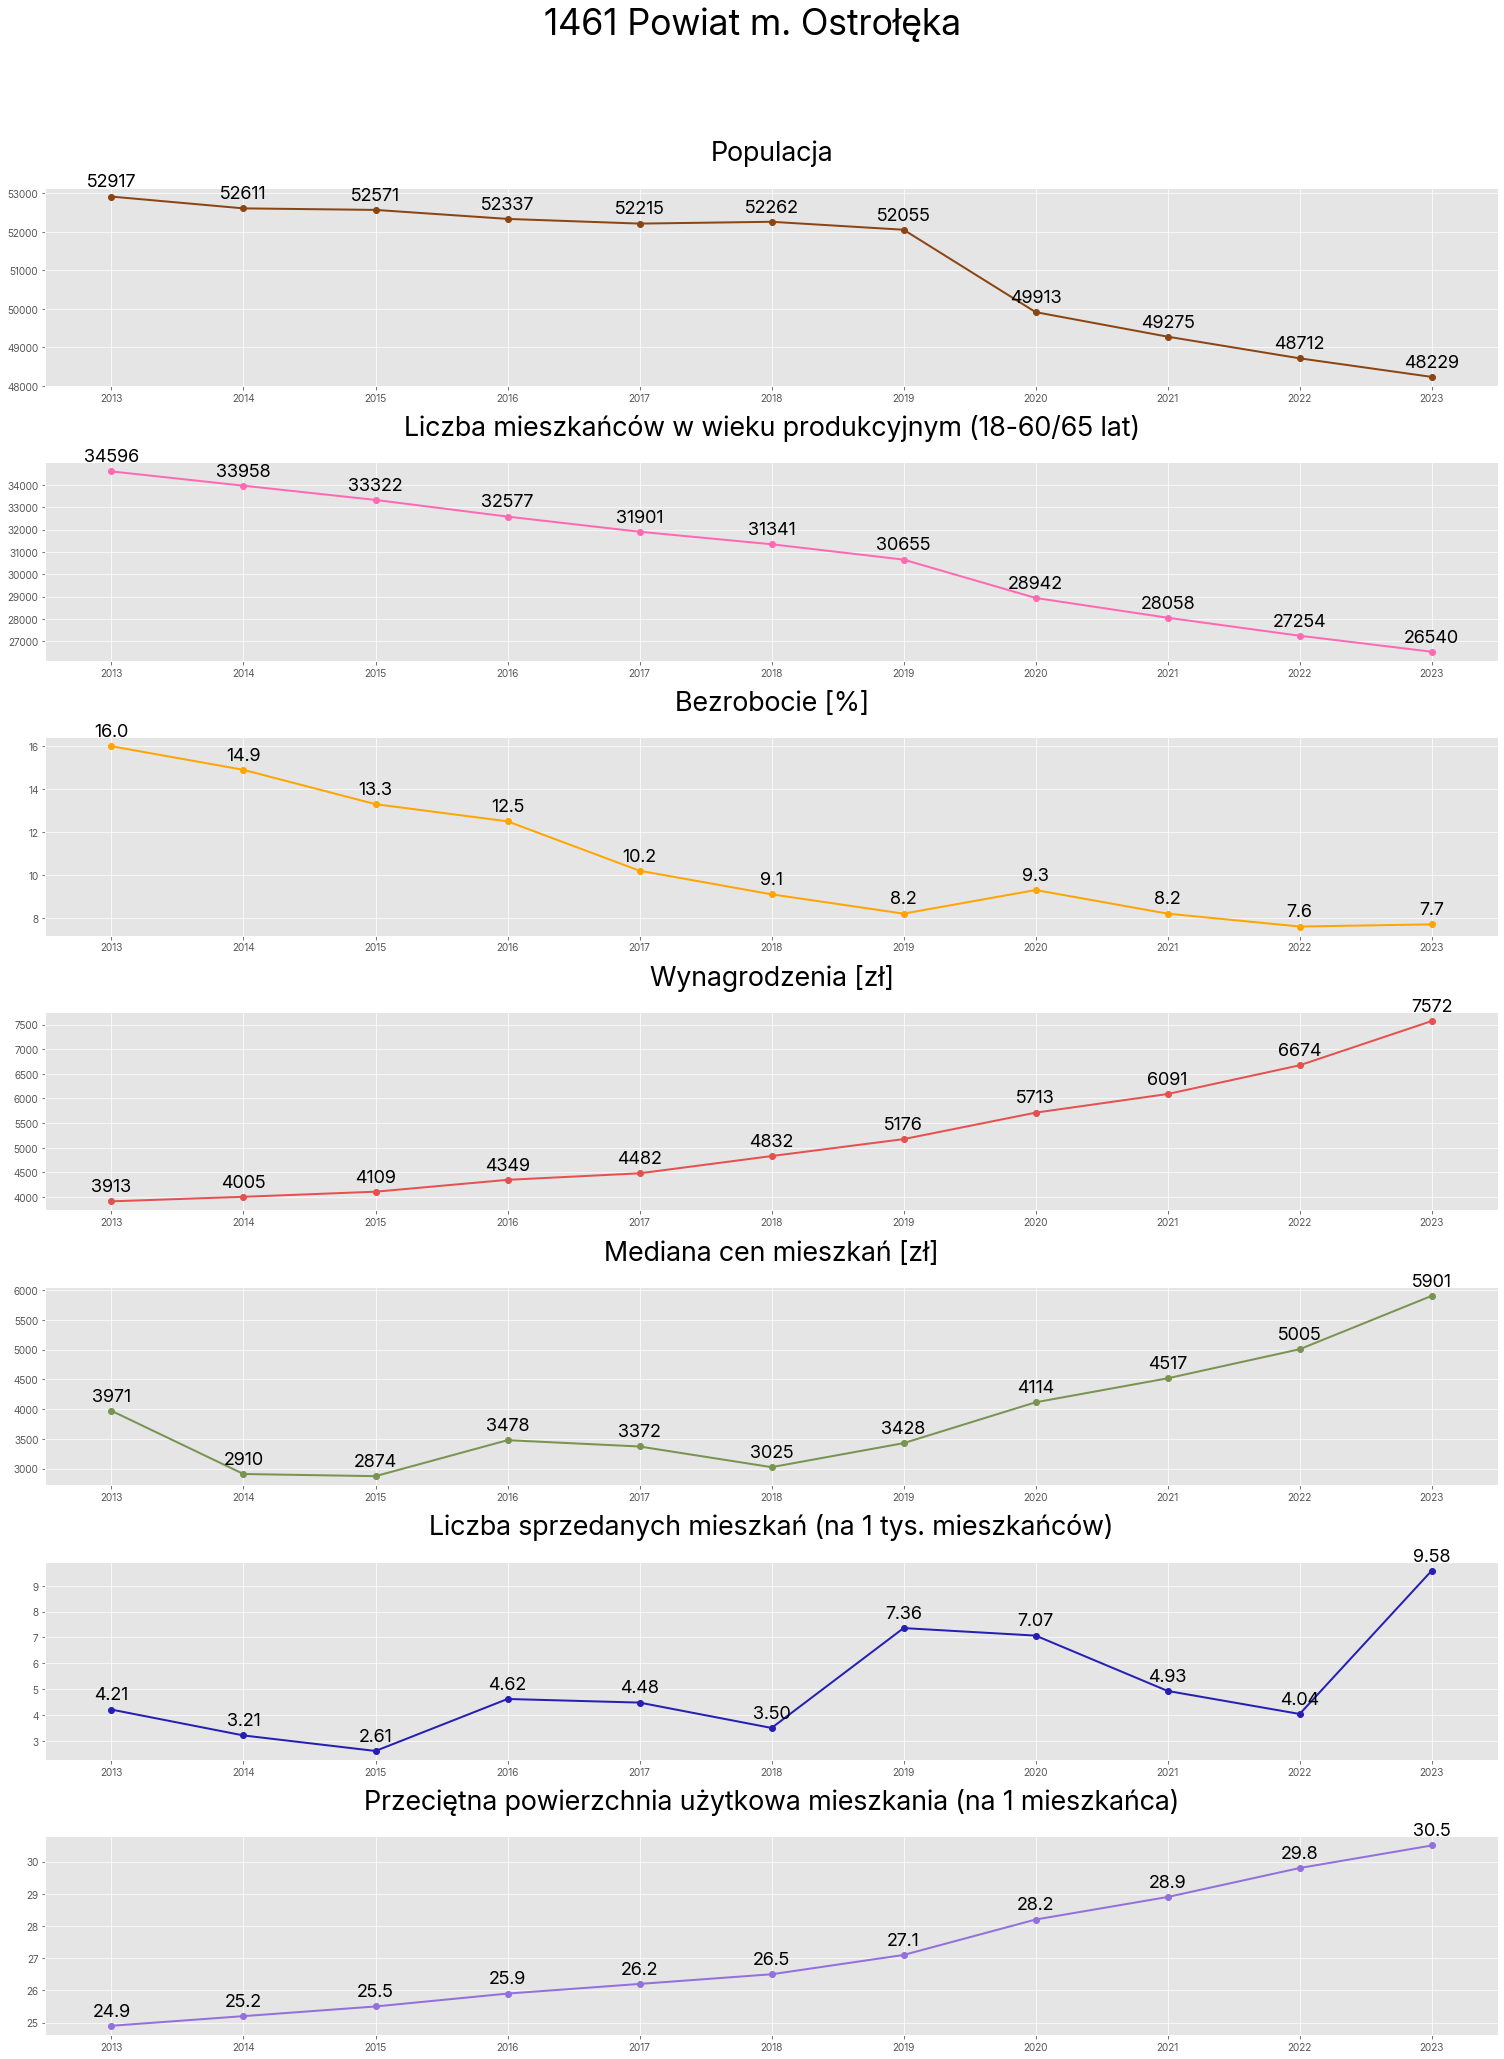 1461 Powiat m. Ostrołęka
Populacja
52917 52611 52571 52337 52215 52262 52055 49913 49275 48712 48229
53000
52000
51000
50000
49000
48000
2013 2014 2015 2016 2017 2018 2019 2020 2021 2022 2023
Liczba mieszkańców w wieku produkcyjnym (18-60/65 lat)
34596 33958 33322 32577 31901 31341 30655 28942 28058 27254 26540
34000
33000
32000
31000
30000
29000
28000
27000
2013 2014 2015 2016 2017 2018 2019 2020 2021 2022 2023
Bezrobocie [%]
16.0 14.9 13.3 12.5 10.2 9.1 8.2 9.3 8.2 7.6 7.7
16
14
12
10
8
2013 2014 2015 2016 2017 2018 2019 2020 2021 2022 2023
Wynagrodzenia [zł]
3913 4005 4109 4349 4482 4832 5176 5713 6091 6674 7572
7500
7000
6500
6000
5500
5000
4500
4000
2013 2014 2015 2016 2017 2018 2019 2020 2021 2022 2023
Mediana cen mieszkań [zł]
3971 2910 2874 3478 3372 3025 3428 4114 4517 5005 5901
6000
5500
5000
4500
4000
3500
3000
2013 2014 2015 2016 2017 2018 2019 2020 2021 2022 2023
Liczba sprzedanych mieszkań (na 1 tys. mieszkańców)
4.21 3.21 2.61 4.62 4.48 3.50 7.36 7.07 4.93 4.04 9.58
9
8
7
6
5
4
3
2013 2014 2015 2016 2017 2018 2019 2020 2021 2022 2023
Przeciętna powierzchnia użytkowa mieszkania (na 1 mieszkańca)
24.9 25.2 25.5 25.9 26.2 26.5 27.1 28.2 28.9 29.8 30.5
30
29
28
27
26
25
2013 2014 2015 2016 2017 2018 2019 2020 2021 2022 2023